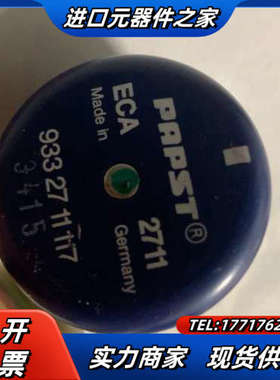 进口元器件之家
PAPST®
2711
ECA
Made in
Germany
933 27 11 117
3415
开
票
TEL:1771762
实力商家 现货供